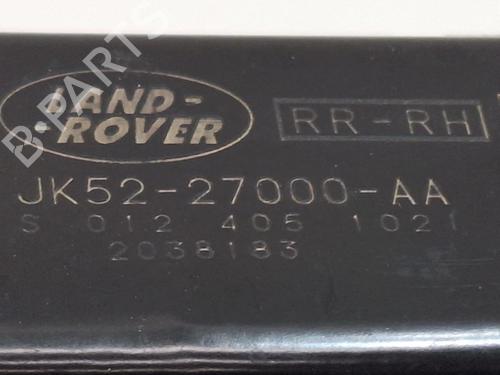 B-PARTS
LAND-
-ROVER
RR-RH
JK52-27000-AA
S 012 405 1021
2038183